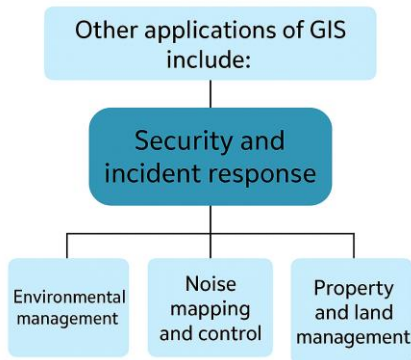 Other applications of GIS
include:
Security and
incident response
Environmental
management
Noise
mapping
and control
Property
and land
management